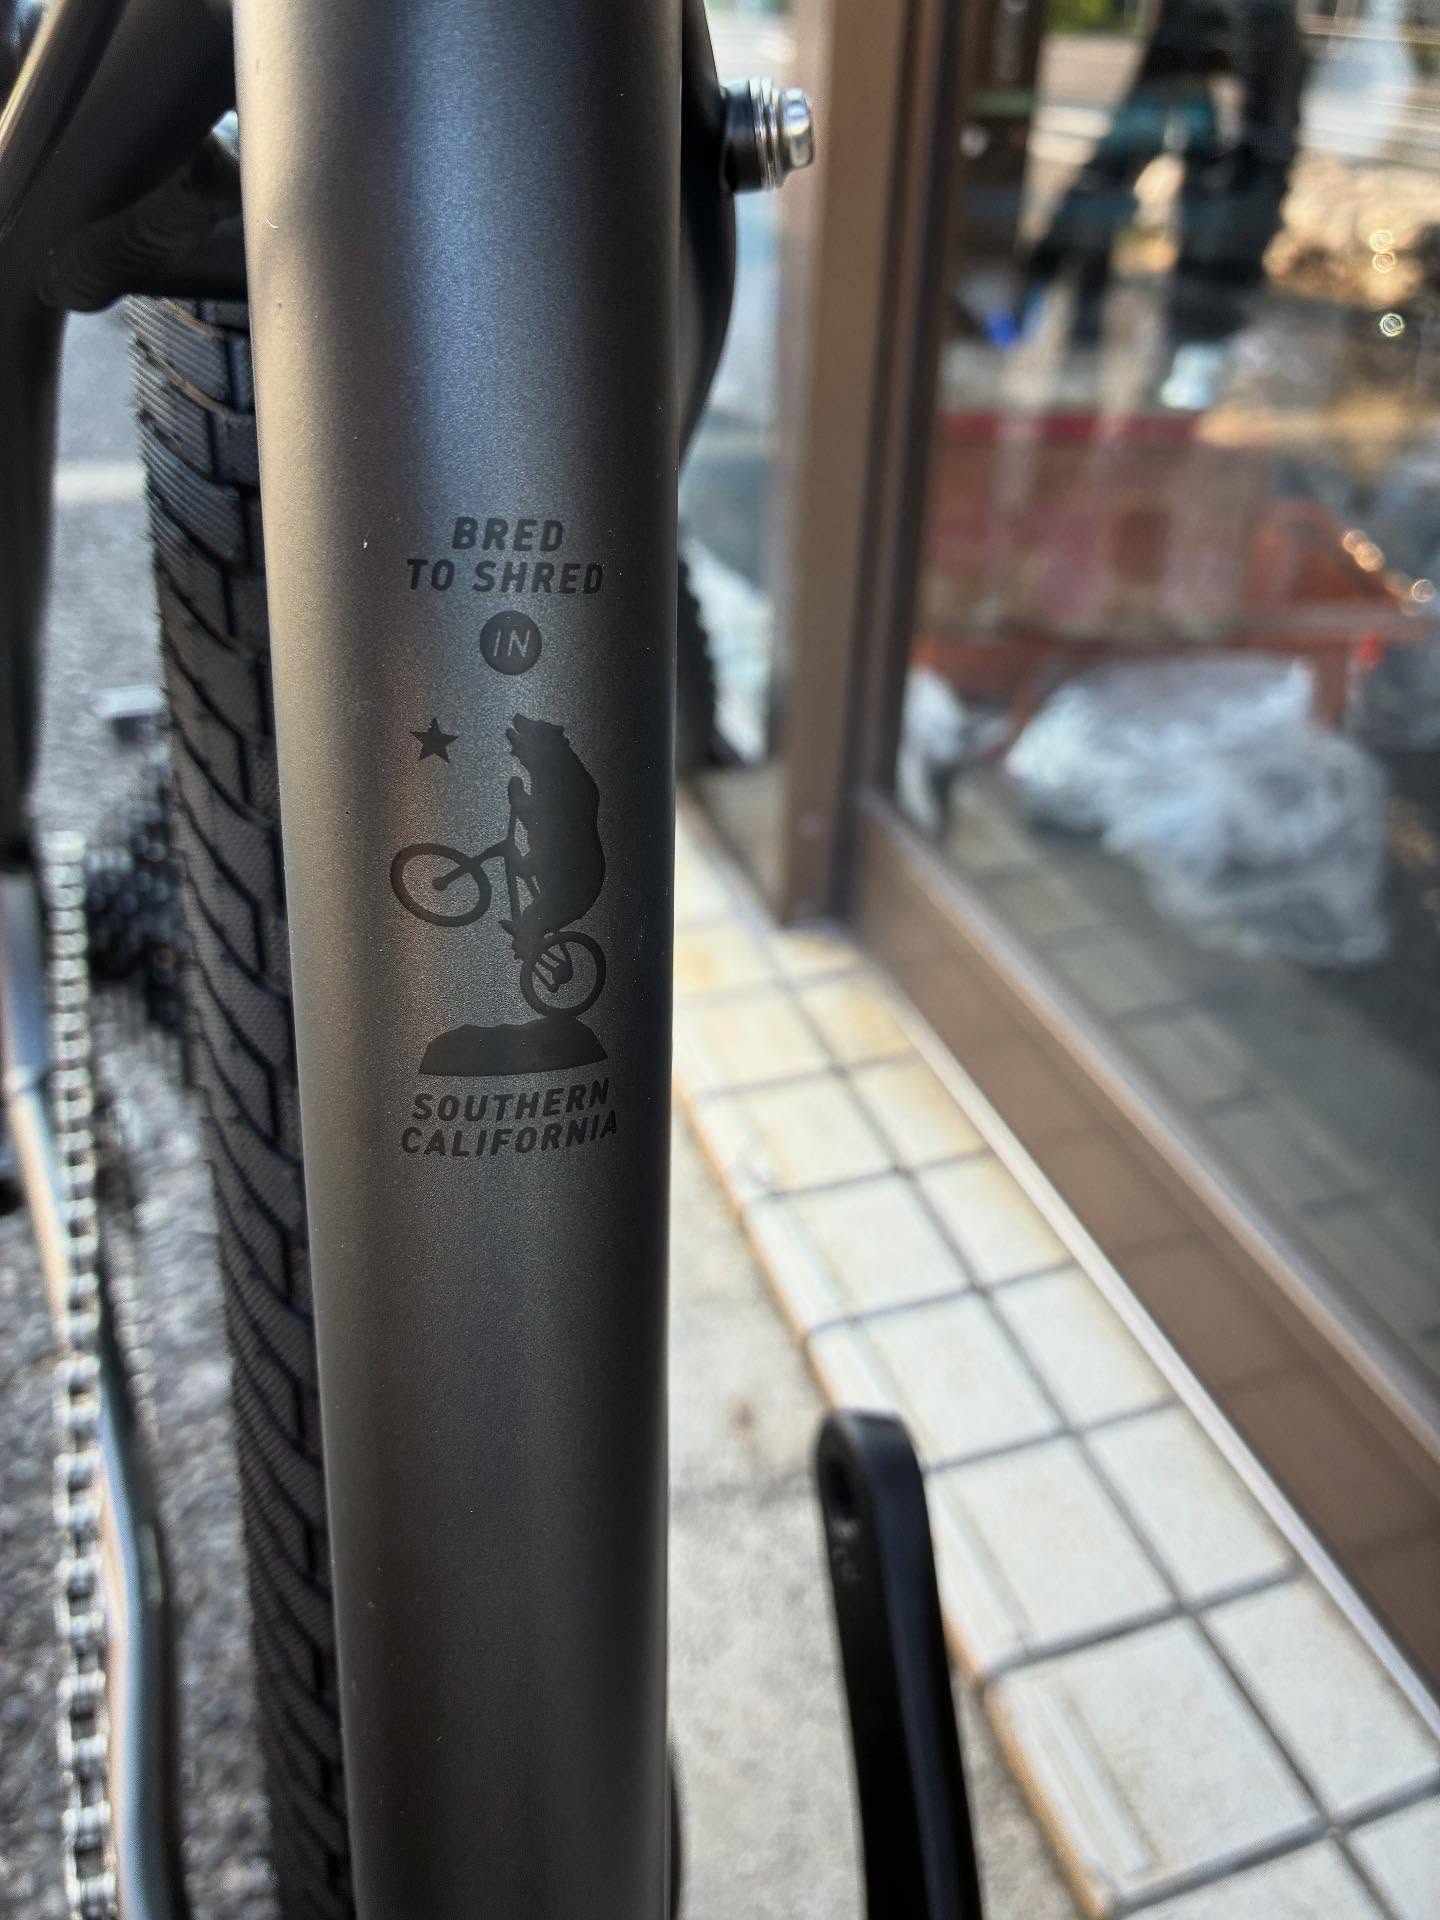 BRED
TO SHRED
IN
SOUTHERN
CALIFORNIA